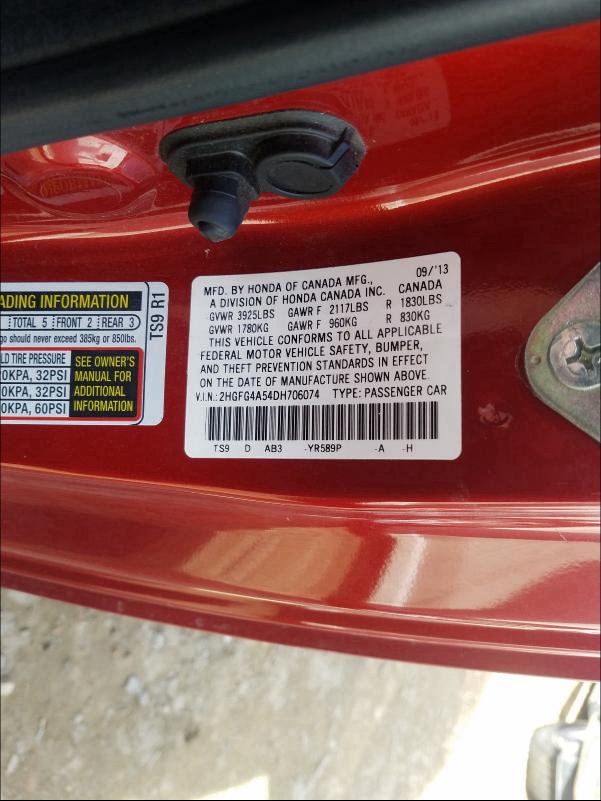 ADING INFORMATION
TOTAL 5 FRONT 2 REAR 3
go should never exceed 385kg or 850lbs.
LD TIRE PRESSURE
0KPA, 32PSI
0KPA, 32PSI
0KPA, 60PSI
SEE OWNER'S
MANUAL FOR
ADDITIONAL
INFORMATION
TS9 R1
MFD. BY HONDA OF CANADA MFG., 09/'13
A DIVISION OF HONDA CANADA INC. CANADA
GVWR 3925LBS GAWR F 2117LBS R 1830LBS
GVWR 1780KG GAWR F 960KG R 830KG
THIS VEHICLE CONFORMS TO ALL APPLICABLE
FEDERAL MOTOR VEHICLE SAFETY, BUMPER,
AND THEFT PREVENTION STANDARDS IN EFFECT
ON THE DATE OF MANUFACTURE SHOWN ABOVE.
V.I.N.: 2HGFG4A54DH706074 TYPE: PASSENGER CAR
TS9 D AB3 -YR589P -A -H